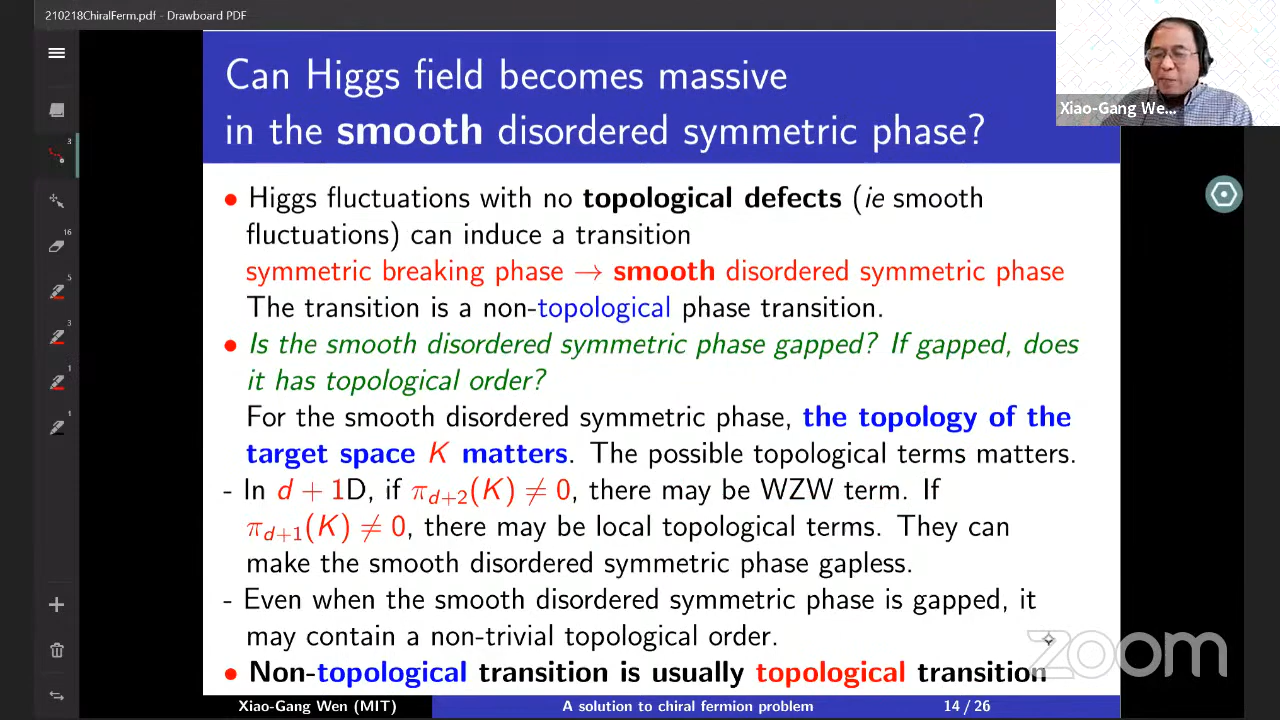 210218ChiralFerm.pdf - Drawboard PDF
Can Higgs field becomes massive
in the smooth disordered symmetric phase?
Xiao-Gang We...
• Higgs fluctuations with no topological defects (ie smooth
fluctuations) can induce a transition
symmetric breaking phase → smooth disordered symmetric phase
The transition is a non-topological phase transition.
• Is the smooth disordered symmetric phase gapped? If gapped, does
it has topological order?
For the smooth disordered symmetric phase, the topology of the
target space K matters. The possible topological terms matters.
- In d + 1D, if π_{d+2}(K) ≠ 0, there may be WZW term. If
π_{d+1}(K) ≠ 0, there may be local topological terms. They can
make the smooth disordered symmetric phase gapless.
- Even when the smooth disordered symmetric phase is gapped, it
may contain a non-trivial topological order.
• Non-topological transition is usually topological transition
Xiao-Gang Wen (MIT) A solution to chiral fermion problem 14 / 26
zoom
3
16
5
3
1
1